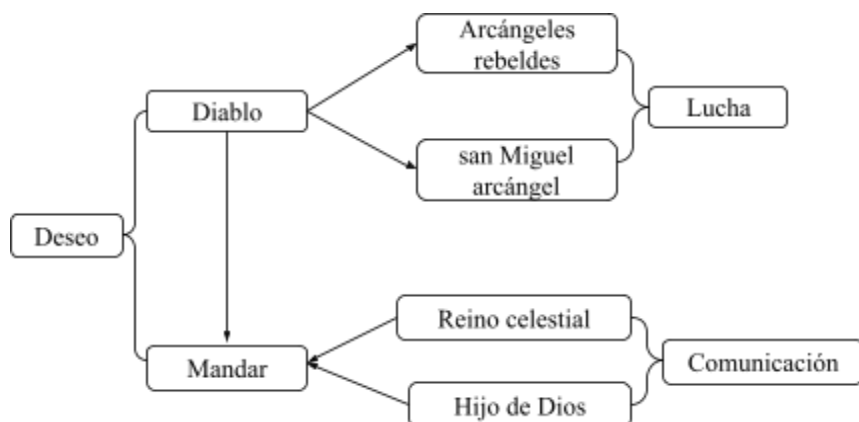 Arcángeles
rebeldes
Diablo
Lucha
san Miguel
arcángel
Deseo
Reino celestial
Mandar
Comunicación
Hijo de Dios